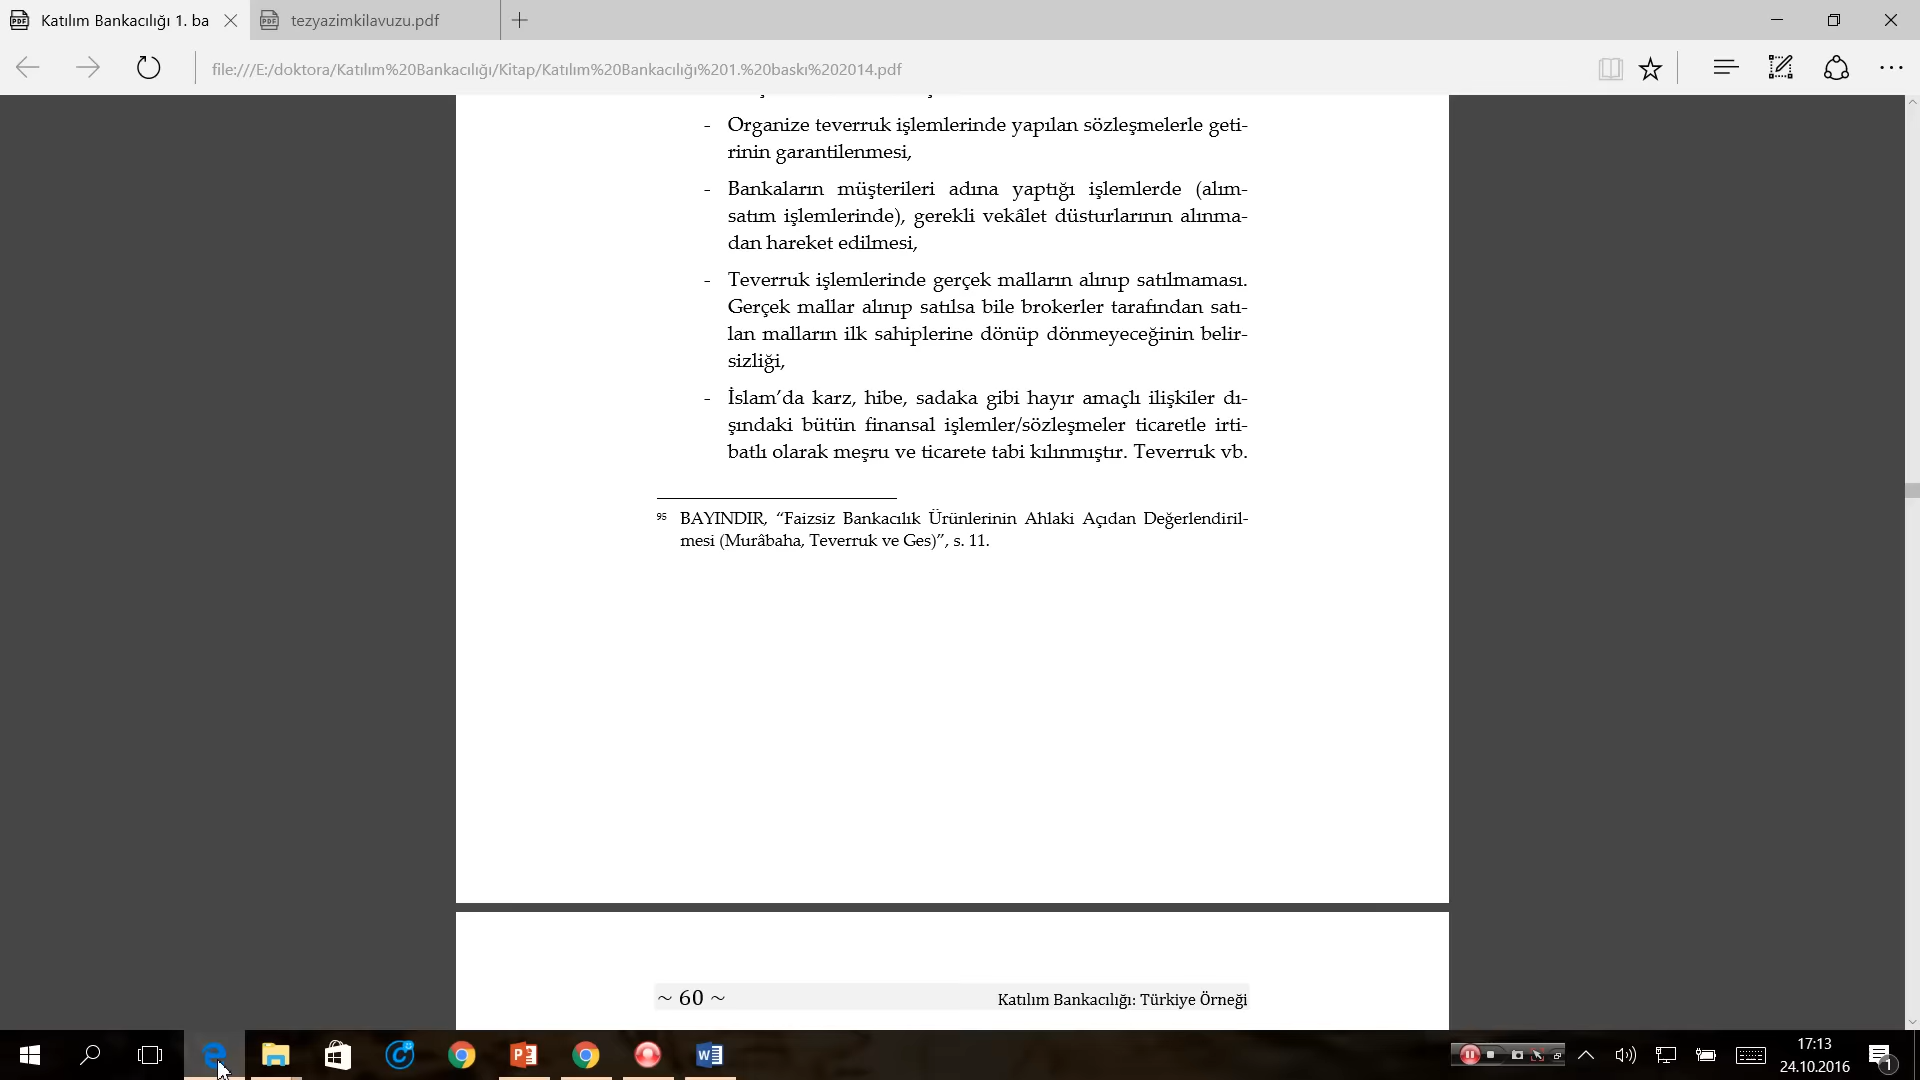 Katılım Bankacılığı 1. ba
tezyazimkilavuzu.pdf
file:///E:/doktora/Katılım%20Bankacılığı/Kitap/Katılım%20Bankacılığı%201.%20baskı%202014.pdf
- Organize teverruk işlemlerinde yapılan sözleşmelerle geti-
rinin garantilenmesi,
- Bankaların müşterileri adına yaptığı işlemlerde (alım-
satım işlemlerinde), gerekli vekâlet düsturlarının alınma-
dan hareket edilmesi,
- Teverruk işlemlerinde gerçek malların alınıp satılmaması.
Gerçek mallar alınıp satılsa bile brokerler tarafından satı-
lan malların ilk sahiplerine dönüp dönmeyeceğinin belir-
sizliği,
- İslam’da karz, hibe, sadaka gibi hayır amaçlı ilişkiler dı-
şındaki bütün finansal işlemler/sözleşmeler ticaretle irti-
batlı olarak meşru ve ticarete tabi kılınmıştır. Teverruk vb.
95 BAYINDIR, “Faizsiz Bankacılık Ürünlerinin Ahlaki Açıdan Değerlendiril-
mesi (Murâbaha, Teverruk ve Ges)”, s. 11.
~ 60 ~
Katılım Bankacılığı: Türkiye Örneği
17:13
24.10.2016
1